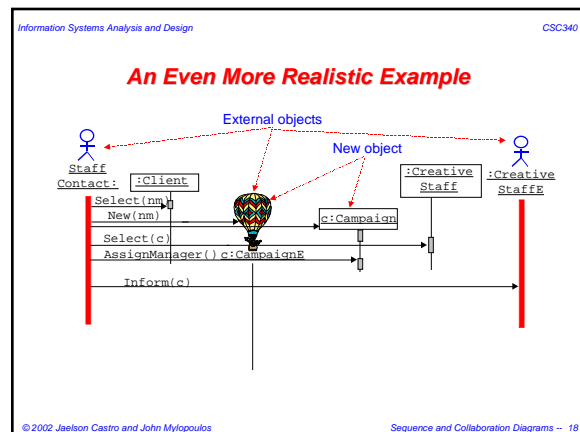 Information Systems Analysis and Design
CSC340
An Even More Realistic Example
External objects
New object
Staff
Contact:
:Client
:Creative
Staff
:Creative
StaffE
Select(nm)
New(nm)
c:Campaign
Select(c)
AssignManager()
c:CampaignE
Inform(c)
© 2002 Jaelson Castro and John Mylopoulos
Sequence and Collaboration Diagrams -- 18